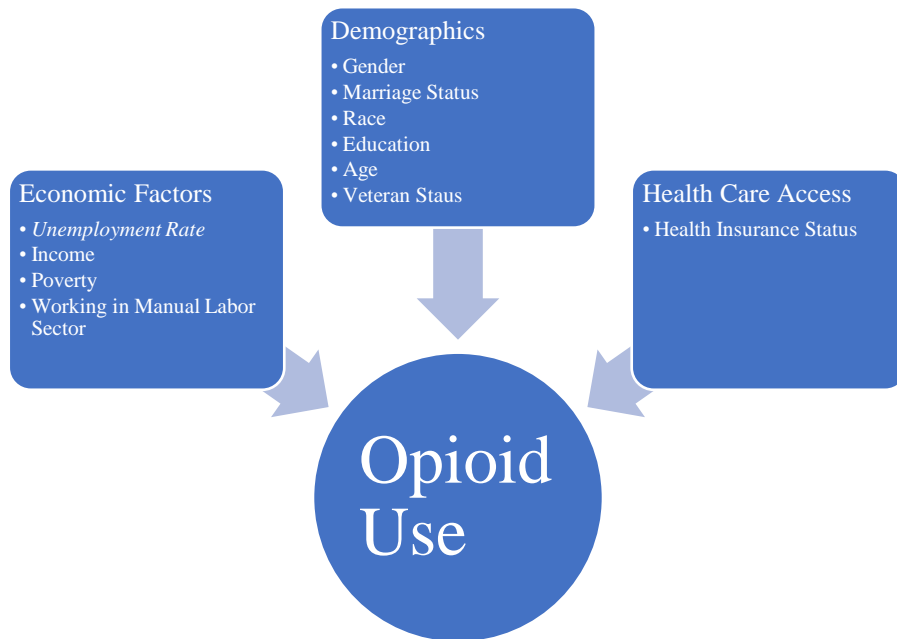 Demographics
• Gender
• Marriage Status
• Race
• Education
• Age
• Veteran Staus
Economic Factors
• Unemployment Rate
• Income
• Poverty
• Working in Manual Labor
Sector
Health Care Access
• Health Insurance Status
Opioid
Use